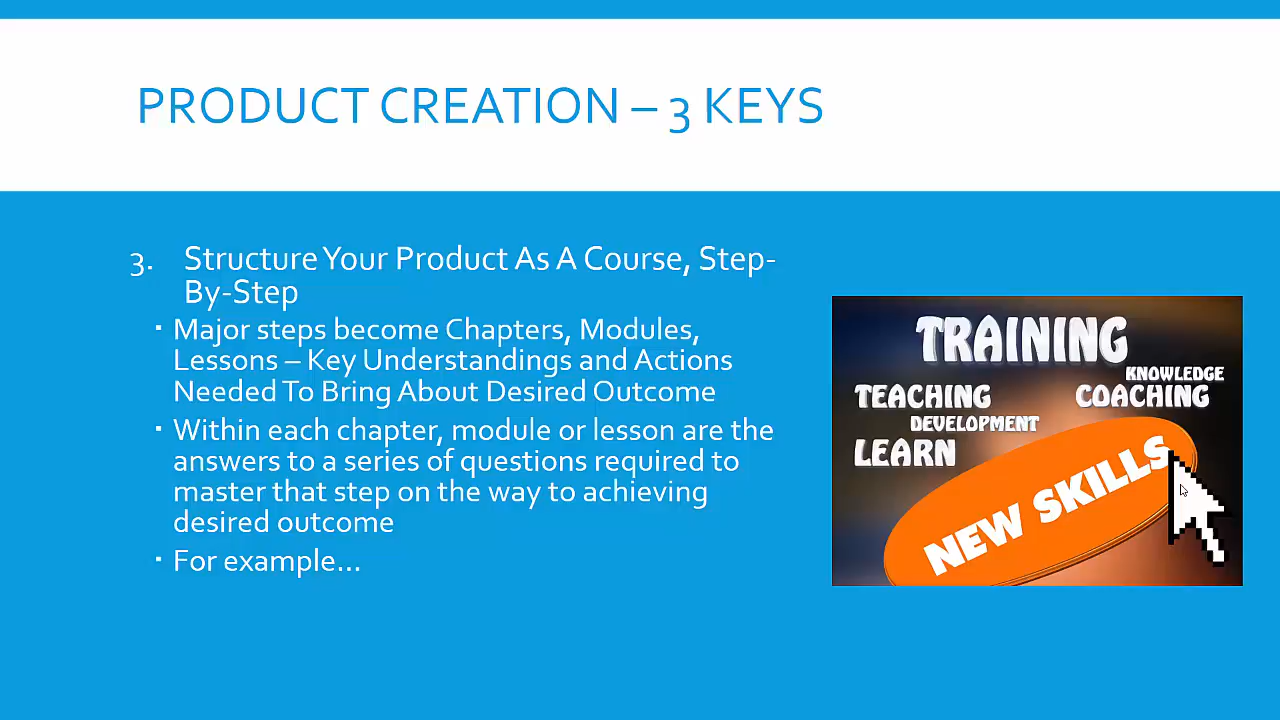 PRODUCT CREATION – 3 KEYS
3. Structure Your Product As A Course, Step-
By-Step
▪ Major steps become Chapters, Modules,
Lessons – Key Understandings and Actions
Needed To Bring About Desired Outcome
▪ Within each chapter, module or lesson are the
answers to a series of questions required to
master that step on the way to achieving
desired outcome
▪ For example...
TRAINING
KNOWLEDGE
TEACHING
COACHING
DEVELOPMENT
LEARN
NEW SKILLS